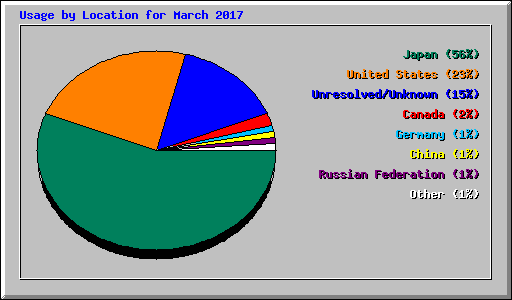 Usage by Location for March 2017
Japan (56%)
United States (23%)
Unresolved/Unknown (15%)
Canada (2%)
Germany (1%)
China (1%)
Russian Federation (1%)
Other (1%)